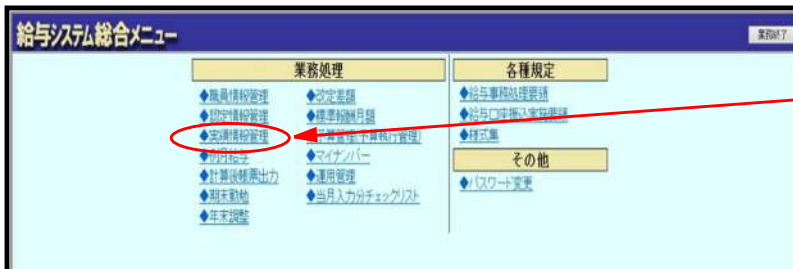 給与システム総合メニュー
業務終了
業務処理
◆職員情報管理
◆認定情報管理
◆実績情報管理
◆例月給与
◆計算後帳票出力
◆期末勤勉
◆年末調整
◆改定差額
◆標準報酬月額
◆予算管理(予算執行管理)
◆マイナンバー
◆運用管理
◆当月入力分チェックリスト
各種規定
◆給与事務処理要領
◆給与口座振込実施要領
◆様式集
その他
◆パスワード変更